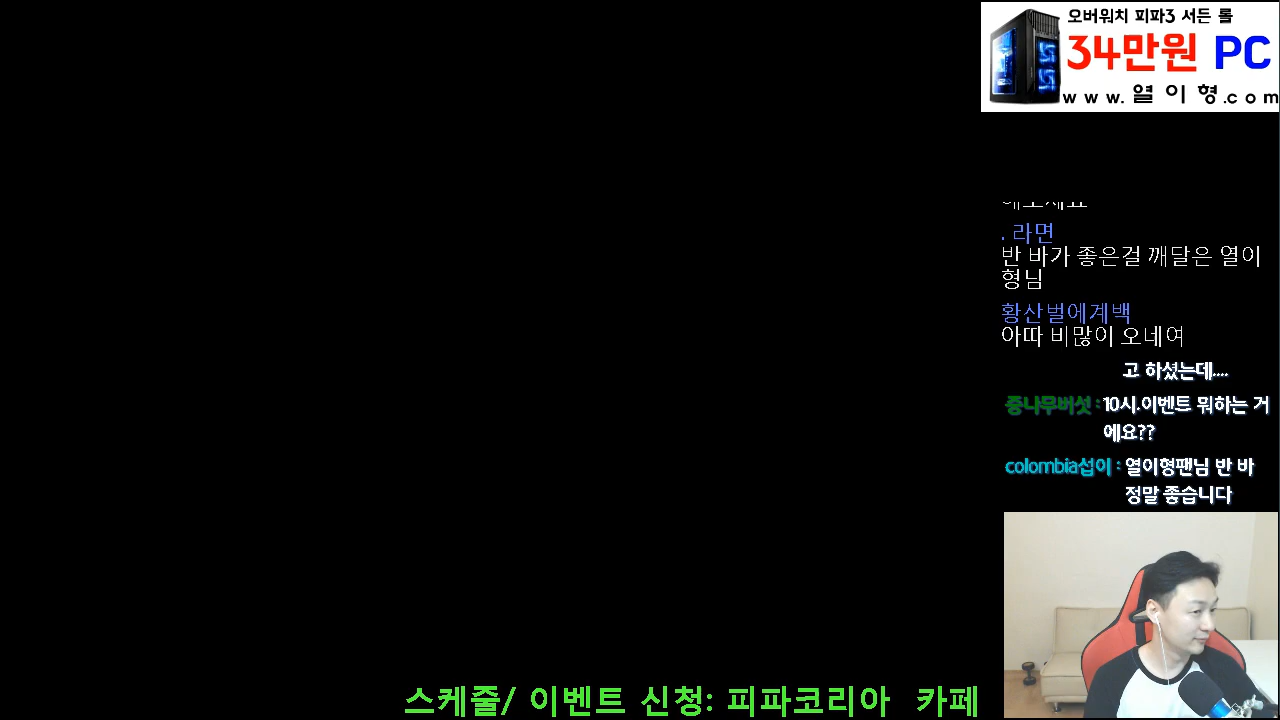 오버워치 피파3 서든 롤
34만원 PC
www.열이형.com
. 라면
반 바가 좋은걸 깨달은 열이
형님
황산벌에계백
아따 비많이 오네여
고 하셨는데....
중나무버섯 : 10시.이벤트 뭐하는 거
에요??
colombia섭이 : 열이형팬님 반 바
정말 좋습니다
스케줄/ 이벤트 신청: 피파코리아 카페